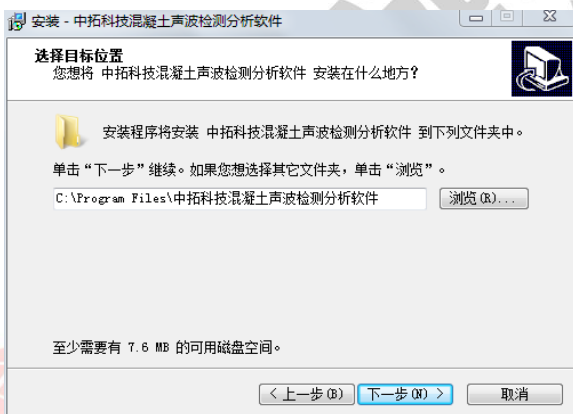 安装 - 中拓科技混凝土声波检测分析软件
选择目标位置
您想将 中拓科技混凝土声波检测分析软件 安装在什么地方?
安装程序将安装 中拓科技混凝土声波检测分析软件 到下列文件夹中。
单击“下一步”继续。如果您想选择其它文件夹，单击“浏览”。
C:\Program Files\中拓科技混凝土声波检测分析软件 浏览(R)...
至少需要有 7.6 MB 的可用磁盘空间。
< 上一步(B) 下一步(N) > 取消